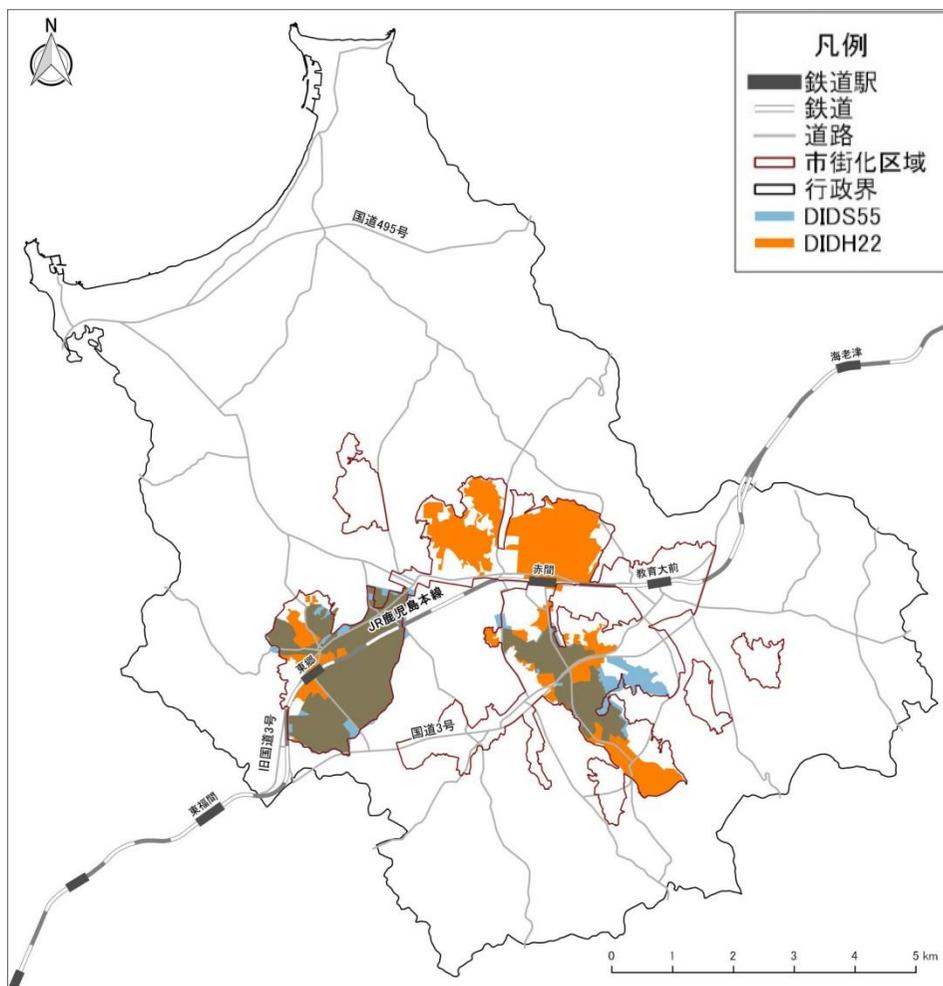 N
凡例
鉄道駅
鉄道
道路
市街化区域
行政界
DIDS55
DIDH22
国道495号
海老津
赤間
教育大前
JR鹿児島本線
東郷
国道3号
旧国道3号
東福間
0 1 2 3 4 5 km